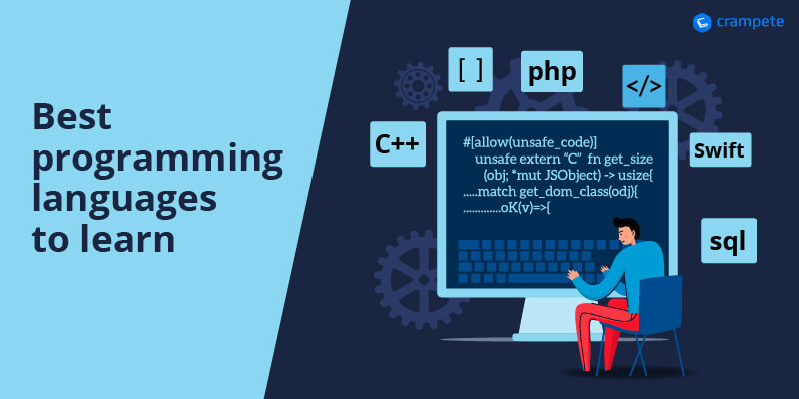 crampete
Best
programming
languages
to learn
[ ]
php
</>
C++
Swift
sql
#[allow(unsafe_code)]
unsafe extern “C” fn get_size
(obj; *mut JSObject) -> usize{
.....match get_dom_class(odj){
.............oK(v)=>{